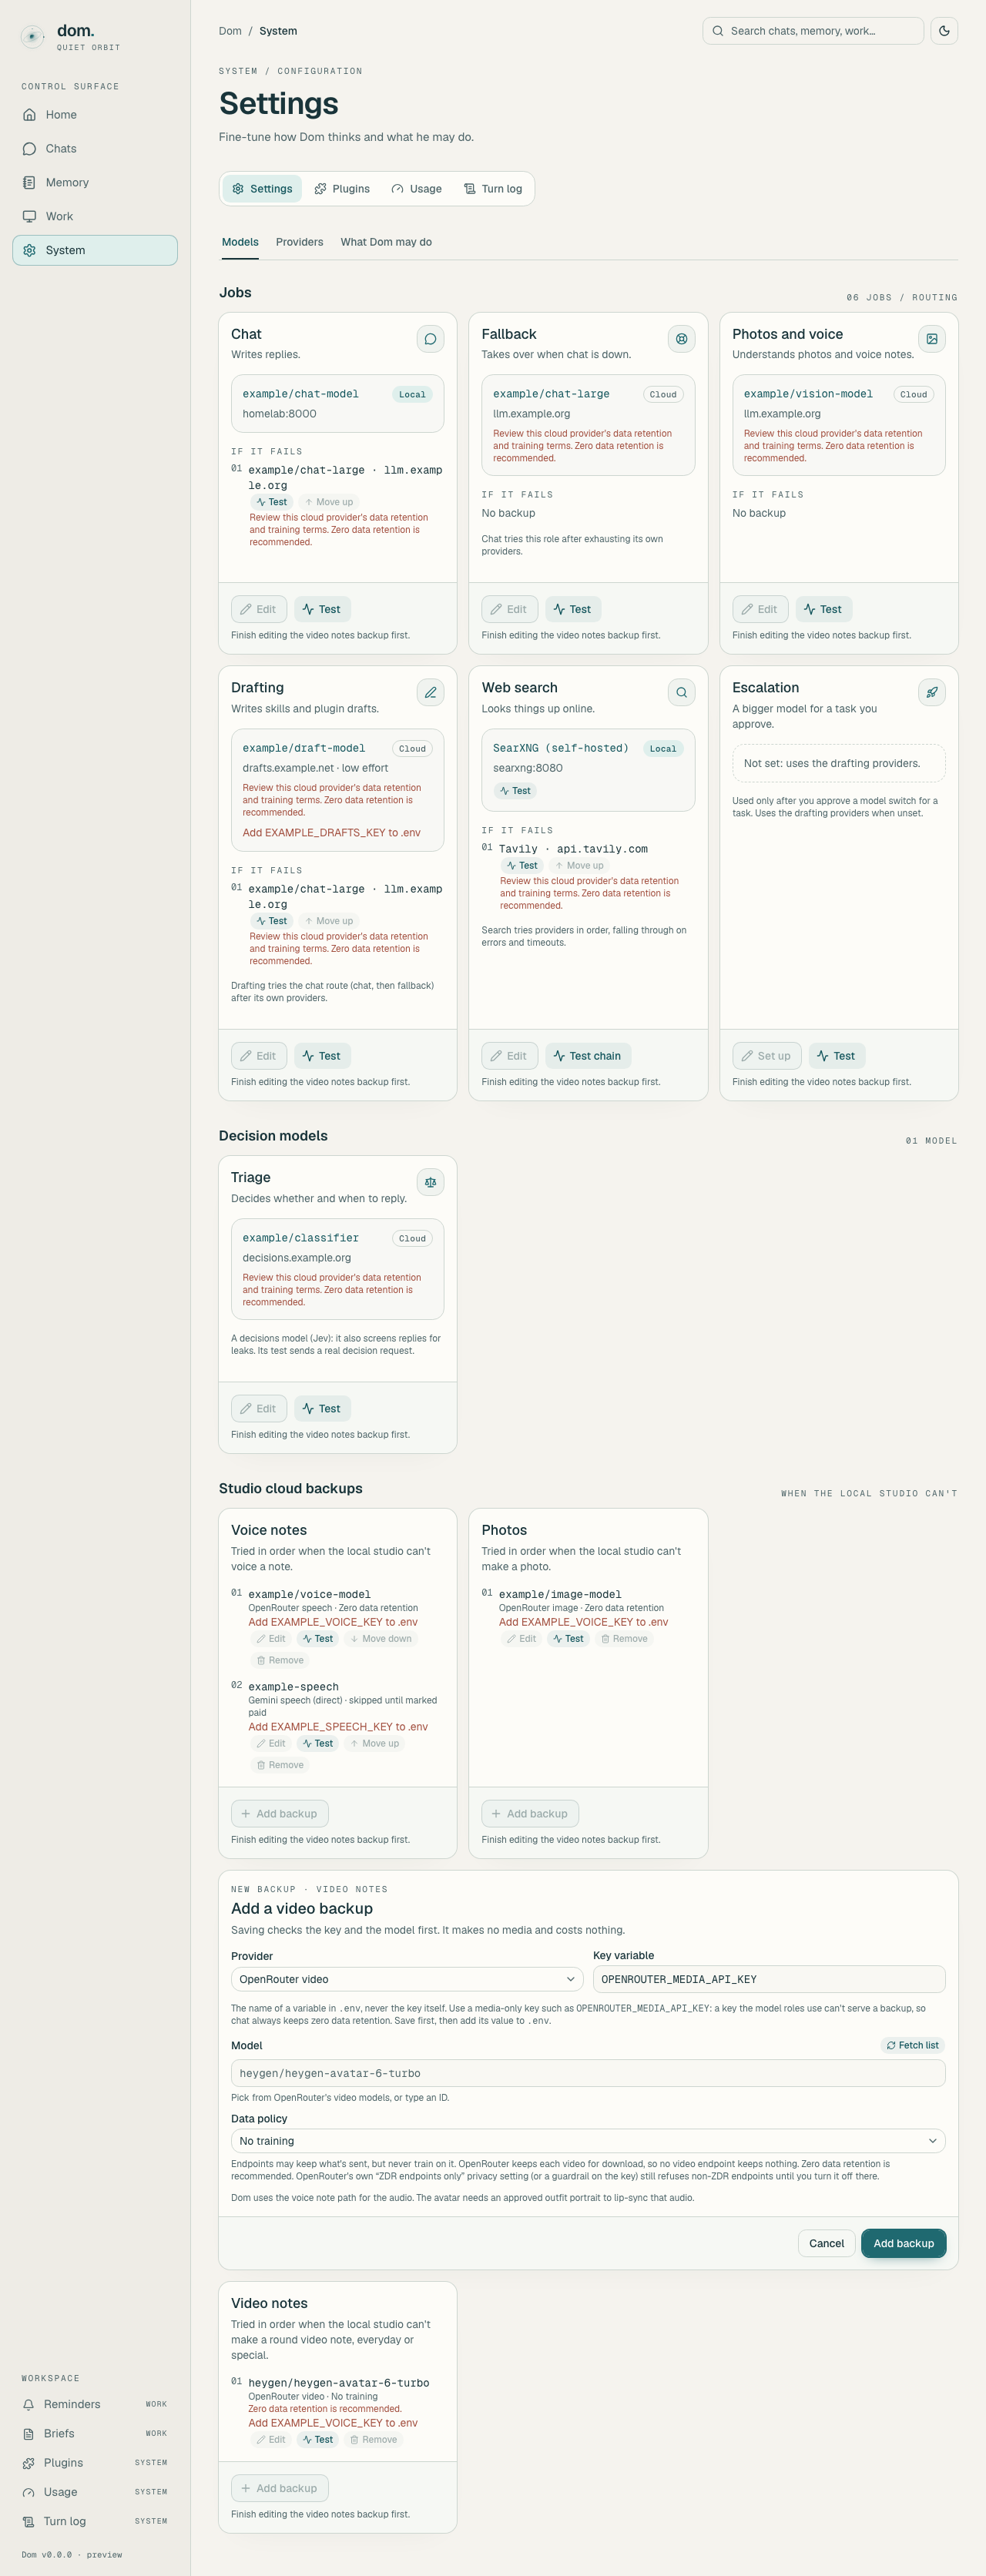 dom.
QUIET ORBIT
CONTROL SURFACE
Home
Chats
Memory
Work
System
Dom / System
Search chats, memory, work...
SYSTEM / CONFIGURATION
Settings
Fine-tune how Dom thinks and what he may do.
Settings
Plugins
Usage
Turn log
Models
Providers
What Dom may do
Jobs
06 JOBS / ROUTING
Chat
Writes replies.
example/chat-model
Local
homelab:8000
IF IT FAILS
01 example/chat-large · llm.examp
le.org
Test
Move up
Review this cloud provider's data retention
and training terms. Zero data retention is
recommended.
Edit
Test
Finish editing the video notes backup first.
Fallback
Takes over when chat is down.
example/chat-large
Cloud
llm.example.org
Review this cloud provider's data retention
and training terms. Zero data retention is
recommended.
IF IT FAILS
No backup
Chat tries this role after exhausting its own
providers.
Edit
Test
Finish editing the video notes backup first.
Photos and voice
Understands photos and voice notes.
example/vision-model
Cloud
llm.example.org
Review this cloud provider's data retention
and training terms. Zero data retention is
recommended.
IF IT FAILS
No backup
Edit
Test
Finish editing the video notes backup first.
Drafting
Writes skills and plugin drafts.
example/draft-model
Cloud
drafts.example.net · low effort
Review this cloud provider's data retention
and training terms. Zero data retention is
recommended.
Add EXAMPLE_DRAFTS_KEY to .env
IF IT FAILS
01 example/chat-large · llm.examp
le.org
Test
Move up
Review this cloud provider's data retention
and training terms. Zero data retention is
recommended.
Drafting tries the chat route (chat, then fallback)
after its own providers.
Edit
Test
Finish editing the video notes backup first.
Web search
Looks things up online.
SearXNG (self-hosted)
Local
searxng:8080
Test
IF IT FAILS
01 Tavily · api.tavily.com
Test
Move up
Review this cloud provider's data retention
and training terms. Zero data retention is
recommended.
Search tries providers in order, falling through on
errors and timeouts.
Edit
Test chain
Finish editing the video notes backup first.
Escalation
A bigger model for a task you
approve.
Not set: uses the drafting providers.
Used only after you approve a model switch for a
task. Uses the drafting providers when unset.
Set up
Test
Finish editing the video notes backup first.
Decision models
01 MODEL
Triage
Decides whether and when to reply.
example/classifier
Cloud
decisions.example.org
Review this cloud provider's data retention
and training terms. Zero data retention is
recommended.
A decisions model (Jev): it also screens replies for
leaks. Its test sends a real decision request.
Edit
Test
Finish editing the video notes backup first.
Studio cloud backups
WHEN THE LOCAL STUDIO CAN'T
Voice notes
Tried in order when the local studio can't
voice a note.
01 example/voice-model
OpenRouter speech · Zero data retention
Add EXAMPLE_VOICE_KEY to .env
Edit
Test
Move down
Remove
02 example-speech
Gemini speech (direct) · skipped until marked
paid
Add EXAMPLE_SPEECH_KEY to .env
Edit
Test
Move up
Remove
Add backup
Finish editing the video notes backup first.
Photos
Tried in order when the local studio can't
make a photo.
01 example/image-model
OpenRouter image · Zero data retention
Add EXAMPLE_VOICE_KEY to .env
Edit
Test
Remove
Add backup
Finish editing the video notes backup first.
NEW BACKUP · VIDEO NOTES
Add a video backup
Saving checks the key and the model first. It makes no media and costs nothing.
Provider
OpenRouter video
Key variable
OPENROUTER_MEDIA_API_KEY
The name of a variable in .env, never the key itself. Use a media-only key such as OPENROUTER_MEDIA_API_KEY: a key the model roles use can't serve a backup, so
chat always keeps zero data retention. Save first, then add its value to .env.
Model
Fetch list
heygen/heygen-avatar-6-turbo
Pick from OpenRouter's video models, or type an ID.
Data policy
No training
Endpoints may keep what's sent, but never train on it. OpenRouter keeps each video for download, so no video endpoint keeps nothing. Zero data retention is
recommended. OpenRouter's own “ZDR endpoints only” privacy setting (or a guardrail on the key) still refuses non-ZDR endpoints until you turn it off there.
Dom uses the voice note path for the audio. The avatar needs an approved outfit portrait to lip-sync that audio.
Cancel
Add backup
Video notes
Tried in order when the local studio can't
make a round video note, everyday or
special.
01 heygen/heygen-avatar-6-turbo
OpenRouter video · No training
Zero data retention is recommended.
Add EXAMPLE_VOICE_KEY to .env
Edit
Test
Remove
Add backup
Finish editing the video notes backup first.
WORKSPACE
Reminders WORK
Briefs WORK
Plugins SYSTEM
Usage SYSTEM
Turn log SYSTEM
Dom v0.0.0 · preview